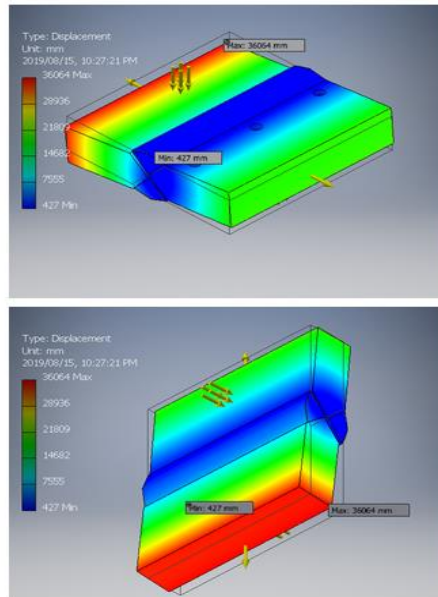 Type: Displacement
Unit: mm
2019/08/15, 10:27:21 PM
36064 Max
28936
21809
14682
7555
427 Min
Max: 36064 mm
Min: 427 mm
Type: Displacement
Unit: mm
2019/08/15, 10:27:21 PM
36064 Max
28936
21809
14682
7555
427 Min
Min: 427 mm
Max: 36064 mm